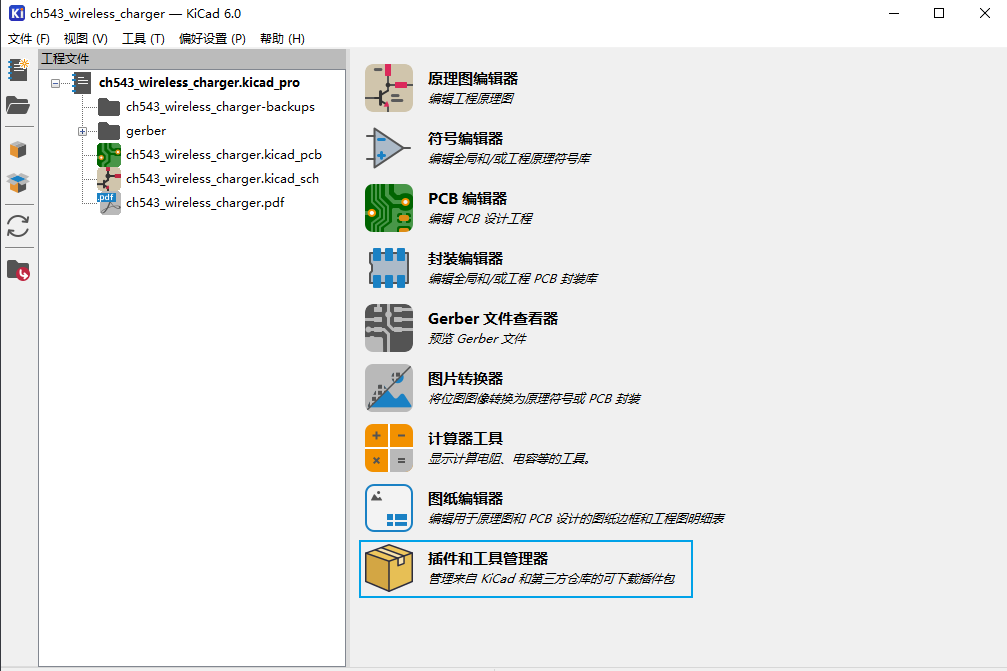 Ki ch543_wireless_charger — KiCad 6.0
文件 (F) 视图 (V) 工具 (T) 偏好设置 (P) 帮助 (H)
工程文件
ch543_wireless_charger.kicad_pro
ch543_wireless_charger-backups
gerber
ch543_wireless_charger.kicad_pcb
ch543_wireless_charger.kicad_sch
pdf
ch543_wireless_charger.pdf
原理图编辑器
编辑工程原理图
符号编辑器
编辑全局和/或工程原理符号库
PCB 编辑器
编辑 PCB 设计工程
封装编辑器
编辑全局和/或工程 PCB 封装库
Gerber 文件查看器
预览 Gerber 文件
图片转换器
将位图图像转换为原理符号或 PCB 封装
计算器工具
显示计算电阻、电容等的工具。
图纸编辑器
编辑用于原理图和 PCB 设计的图纸边框和工程图明细表
插件和工具管理器
管理来自 KiCad 和第三方仓库的可下载插件包